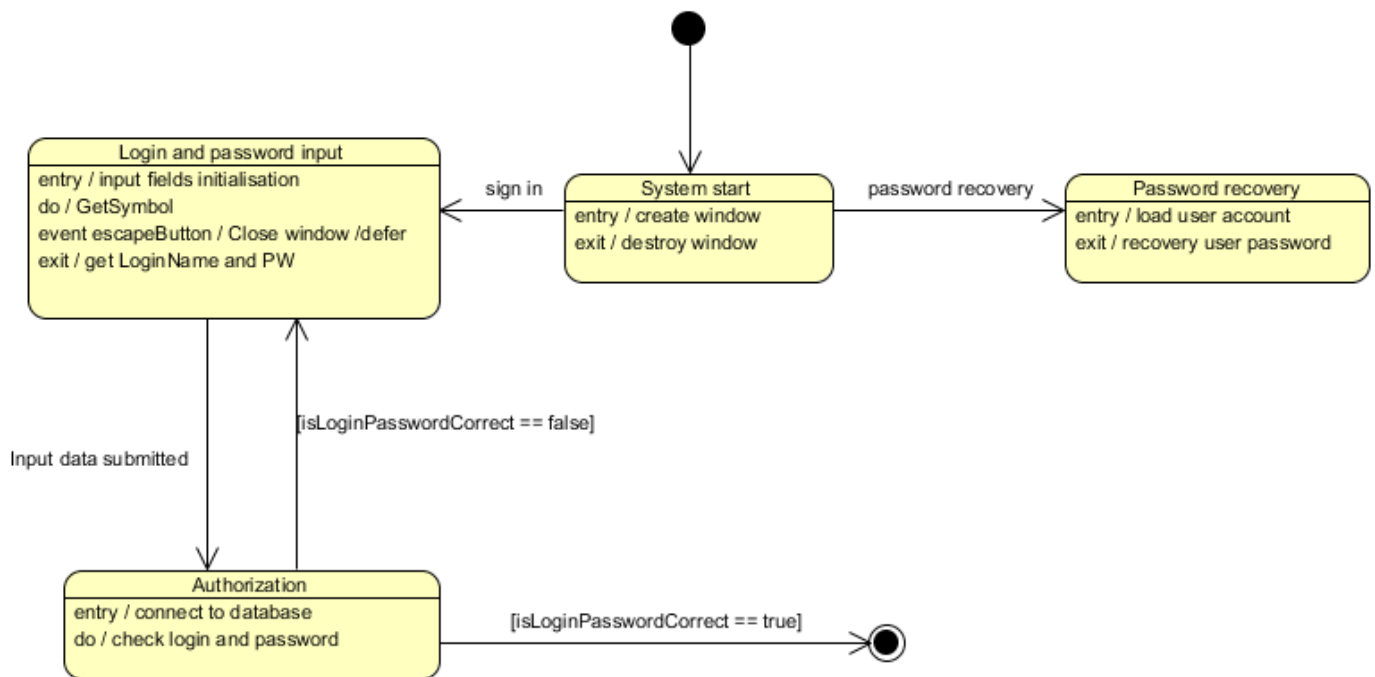 Login and password input
entry / input fields initialisation
do / GetSymbol
event escapeButton / Close window /defer
exit / get LoginName and PW
sign in
System start
entry / create window
exit / destroy window
password recovery
Password recovery
entry / load user account
exit / recovery user password
[isLoginPasswordCorrect == false]
Input data submitted
Authorization
entry / connect to database
do / check login and password
[isLoginPasswordCorrect == true]